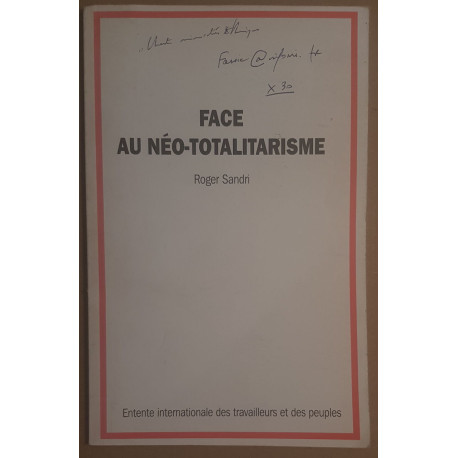 X 30
FACE
AU NÉO-TOTALITARISME
Roger Sandri
Entente internationale des travailleurs et des peuples